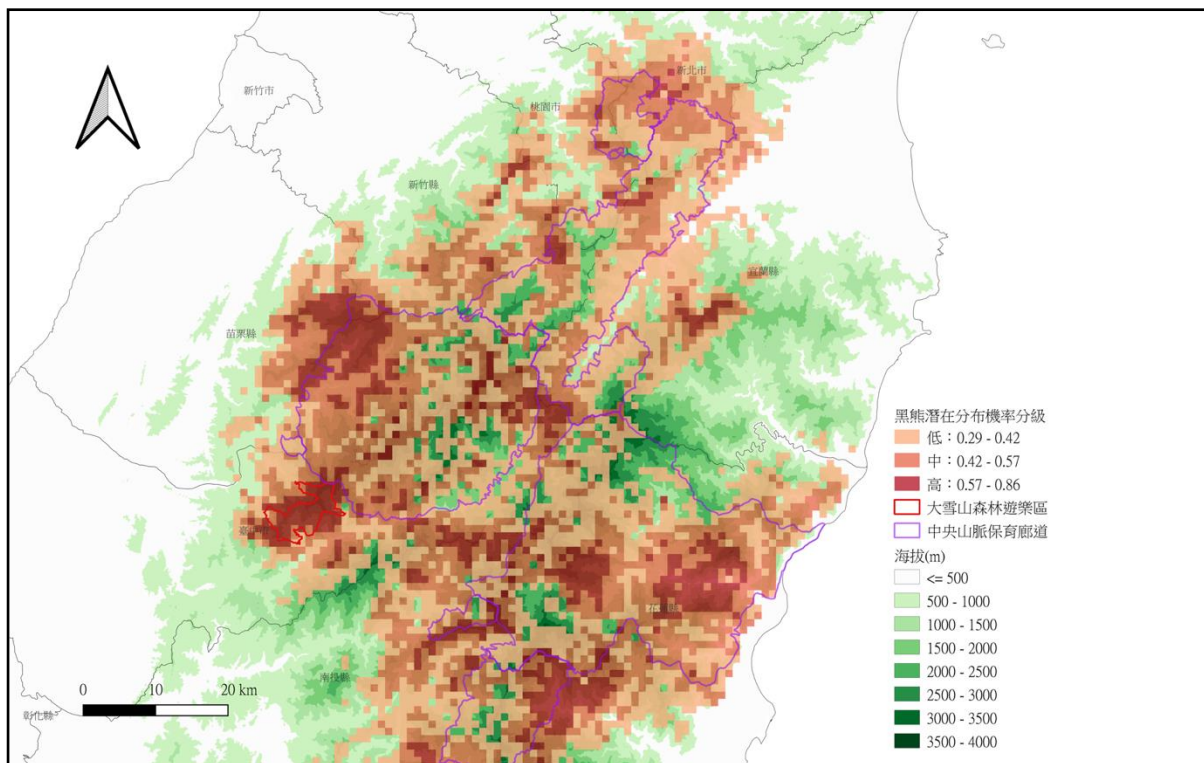 新北市
新竹市
桃園市
新竹縣
宜蘭縣
苗栗縣
南投縣
彰化縣
0 10 20 km
黑熊潛在分布機率分級
低：0.29 - 0.42
中：0.42 - 0.57
高：0.57 - 0.86
大雪山森林遊樂區
中央山脈保育廊道
海拔(m)
<= 500
500 - 1000
1000 - 1500
1500 - 2000
2000 - 2500
2500 - 3000
3000 - 3500
3500 - 4000